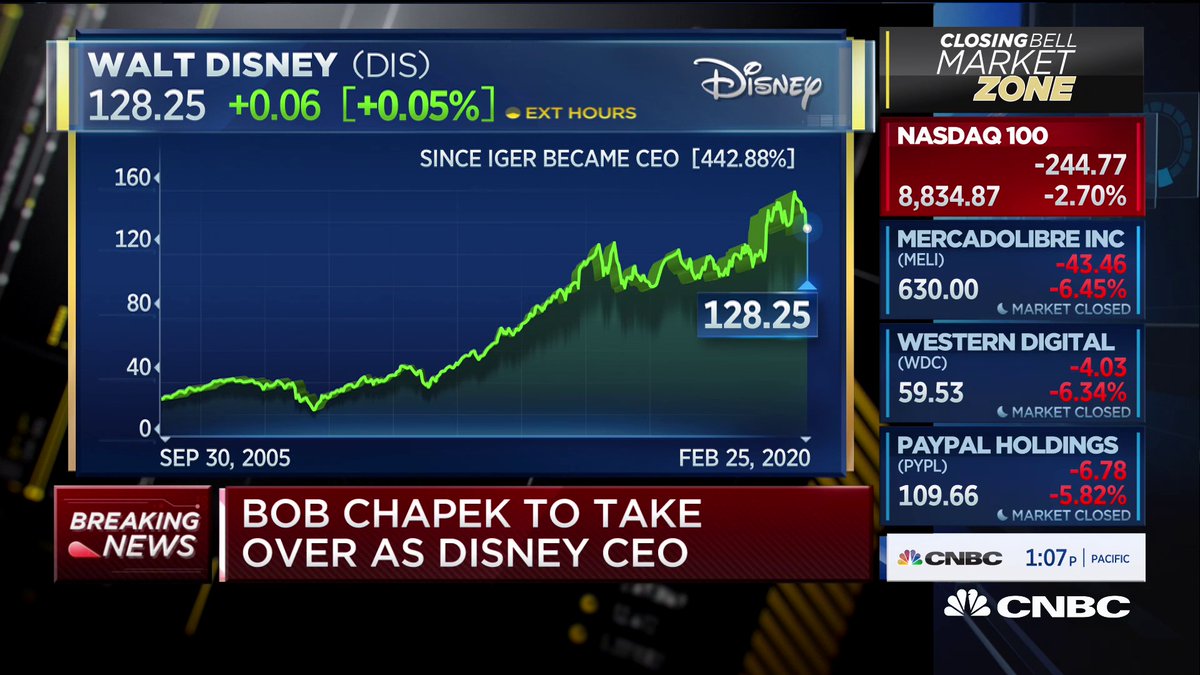 WALT DISNEY (DIS)
128.25 +0.06 [+0.05%] EXT HOURS
Disney
SINCE IGER BECAME CEO [442.88%]
160
120
80
40
0
128.25
SEP 30, 2005
FEB 25, 2020
BREAKING
NEWS
BOB CHAPEK TO TAKE
OVER AS DISNEY CEO
CLOSING BELL
MARKET
ZONE
NASDAQ 100
-244.77
8,834.87 -2.70%
MERCADOLIBRE INC
(MELI) -43.46
630.00 -6.45%
MARKET CLOSED
WESTERN DIGITAL
(WDC) -4.03
59.53 -6.34%
MARKET CLOSED
PAYPAL HOLDINGS
(PYPL) -6.78
109.66 -5.82%
MARKET CLOSED
CNBC 1:07P PACIFIC
CNBC